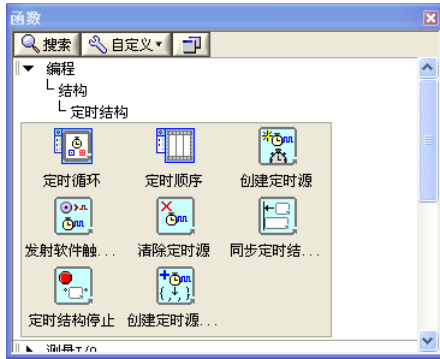 函数
搜索 自定义
编程
结构
定时结构
定时循环 定时顺序 创建定时源
发射软件触... 清除定时源 同步定时结...
定时结构停止 创建定时源...
测量I/O